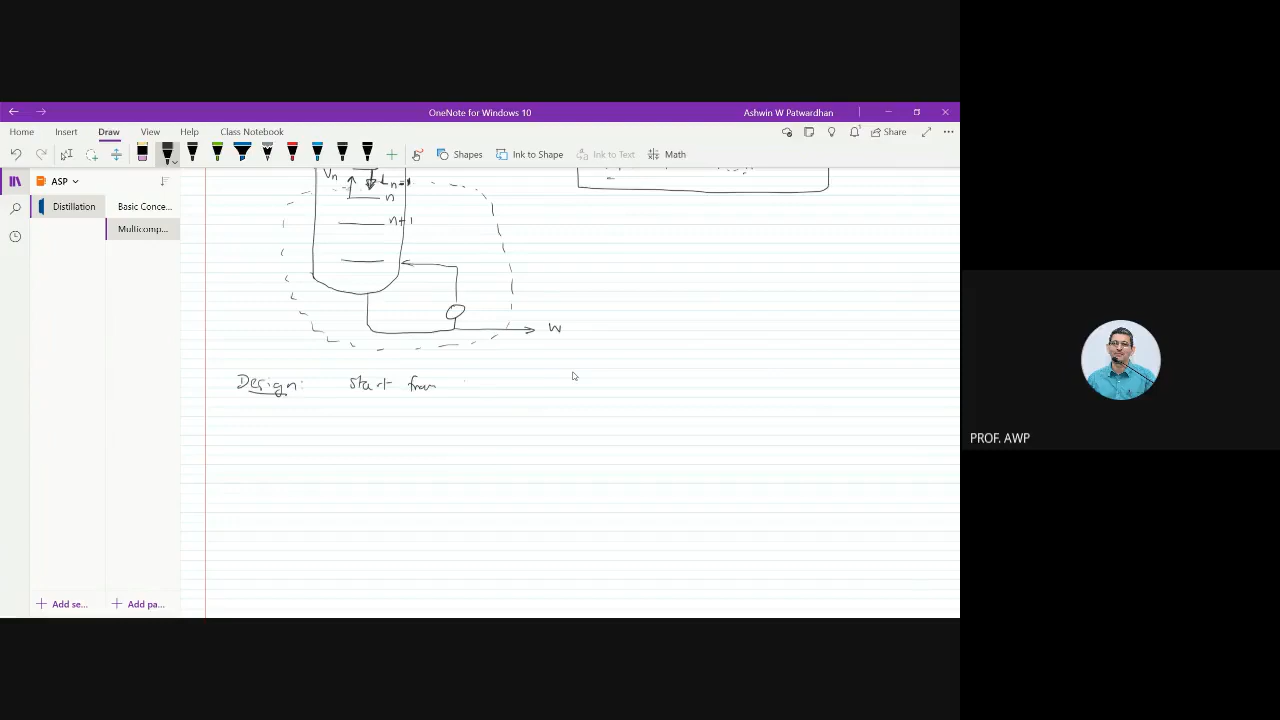 OneNote for Windows 10
Ashwin W Patwardhan
Home Insert Draw View Help Class Notebook
Share
Shapes Ink to Shape Ink to Text Math
ASP
Distillation
Basic Conce...
Multicomp...
Vn
Ln-1
n
n+1
W
Design: Start from
PROF. AWP
Add se...
Add pa...